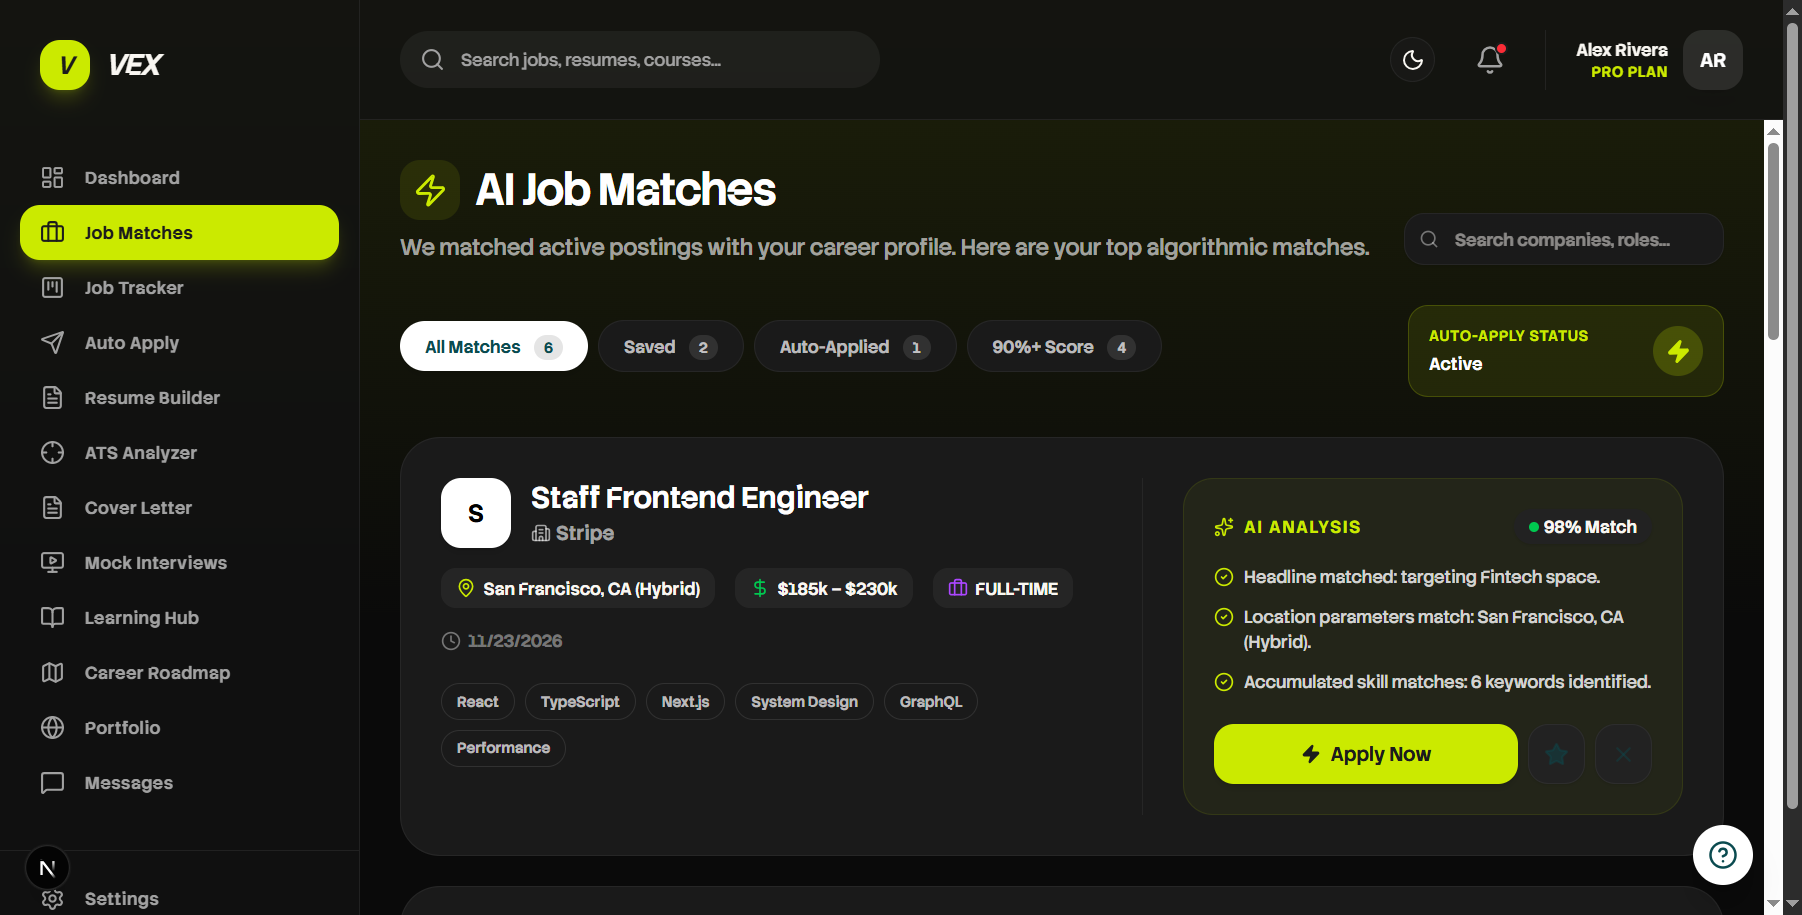 V VEX
Dashboard
Job Matches
Job Tracker
Auto Apply
Resume Builder
ATS Analyzer
Cover Letter
Mock Interviews
Learning Hub
Career Roadmap
Portfolio
Messages
N
Settings
Search jobs, resumes, courses...
Alex Rivera
PRO PLAN
AR
AI Job Matches
We matched active postings with your career profile. Here are your top algorithmic matches.
Search companies, roles...
All Matches 6
Saved 2
Auto-Applied 1
90%+ Score 4
AUTO-APPLY STATUS
Active
S
Staff Frontend Engineer
Stripe
San Francisco, CA (Hybrid)
$185k – $230k
FULL-TIME
11/23/2026
React
TypeScript
Next.js
System Design
GraphQL
Performance
AI ANALYSIS
98% Match
Headline matched: targeting Fintech space.
Location parameters match: San Francisco, CA
(Hybrid).
Accumulated skill matches: 6 keywords identified.
Apply Now